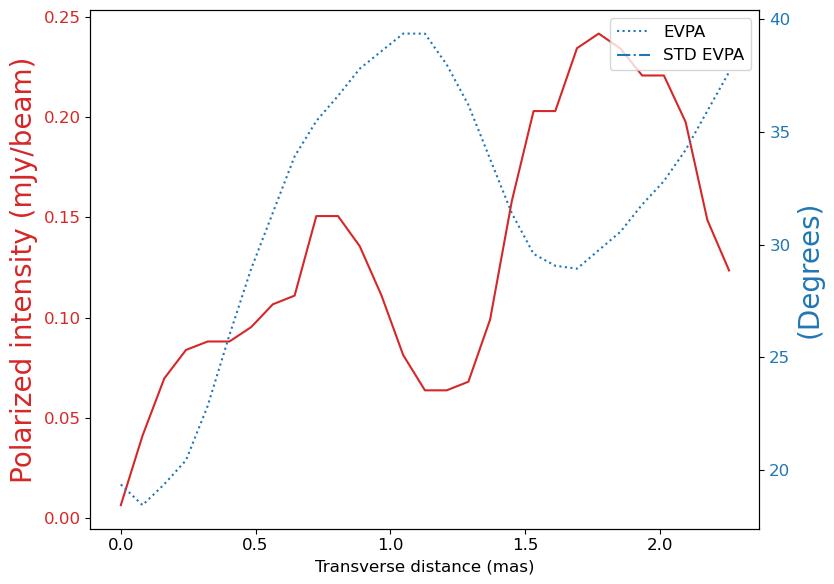 EVPA
STD EVPA
Polarized intensity (mJy/beam)
0.25
0.20
0.15
0.10
0.05
0.00
40
35
30
25
20
(Degrees)
0.0 0.5 1.0 1.5 2.0
Transverse distance (mas)